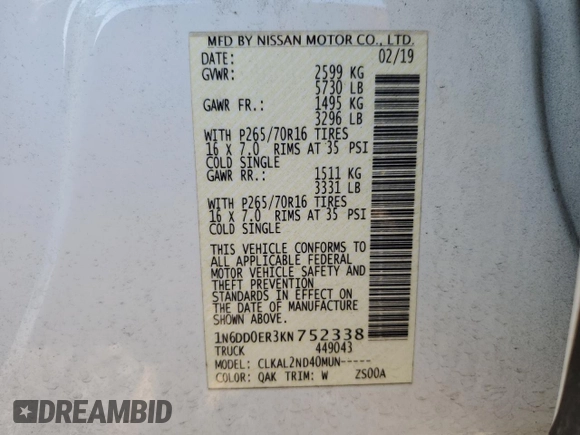 MFD BY NISSAN MOTOR CO., LTD.
DATE: 02/19
GVWR: 2599 KG
5730 LB
GAWR FR.: 1495 KG
3296 LB
WITH P265/70R16 TIRES
16 X 7.0 RIMS AT 35 PSI
COLD SINGLE
GAWR RR.: 1511 KG
3331 LB
WITH P265/70R16 TIRES
16 X 7.0 RIMS AT 35 PSI
COLD SINGLE
THIS VEHICLE CONFORMS TO
ALL APPLICABLE FEDERAL
MOTOR VEHICLE SAFETY AND
THEFT PREVENTION
STANDARDS IN EFFECT ON
THE DATE OF MANUFACTURE
SHOWN ABOVE.
1N6DD0ER3KN752338
TRUCK 449043
MODEL: CLKAL2ND40MUN-----
COLOR: QAK TRIM: W ZS00A
DREAMBID